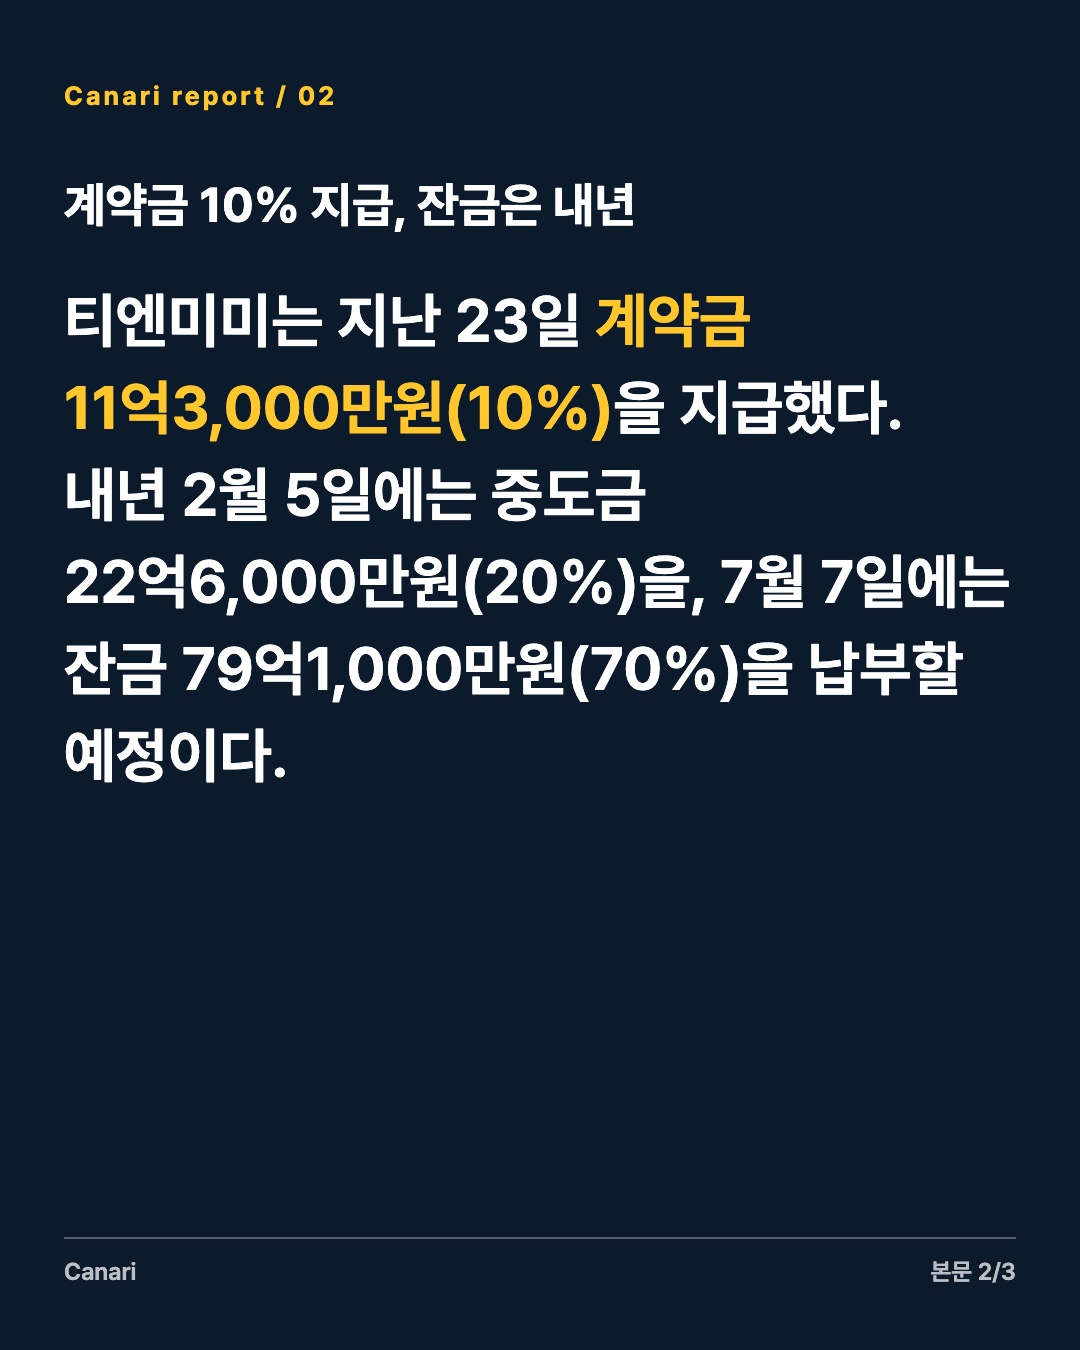 Canari report / 02
계약금 10% 지급, 잔금은 내년
티엔미미는 지난 23일 계약금
11억3,000만원(10%)을 지급했다.
내년 2월 5일에는 중도금
22억6,000만원(20%)을, 7월 7일에는
잔금 79억1,000만원(70%)을 납부할
예정이다.
Canari
본문 2/3